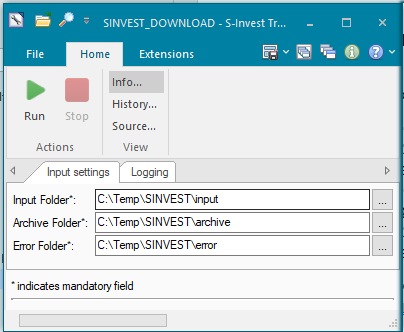 SINVEST_DOWNLOAD - S-Invest Tr...
File Home Extensions
Run Stop Info...
History...
Source...
Actions View
Input settings Logging
Input Folder*: C:\Temp\SINVEST\input ...
Archive Folder*: C:\Temp\SINVEST\archive ...
Error Folder*: C:\Temp\SINVEST\error ...
* indicates mandatory field